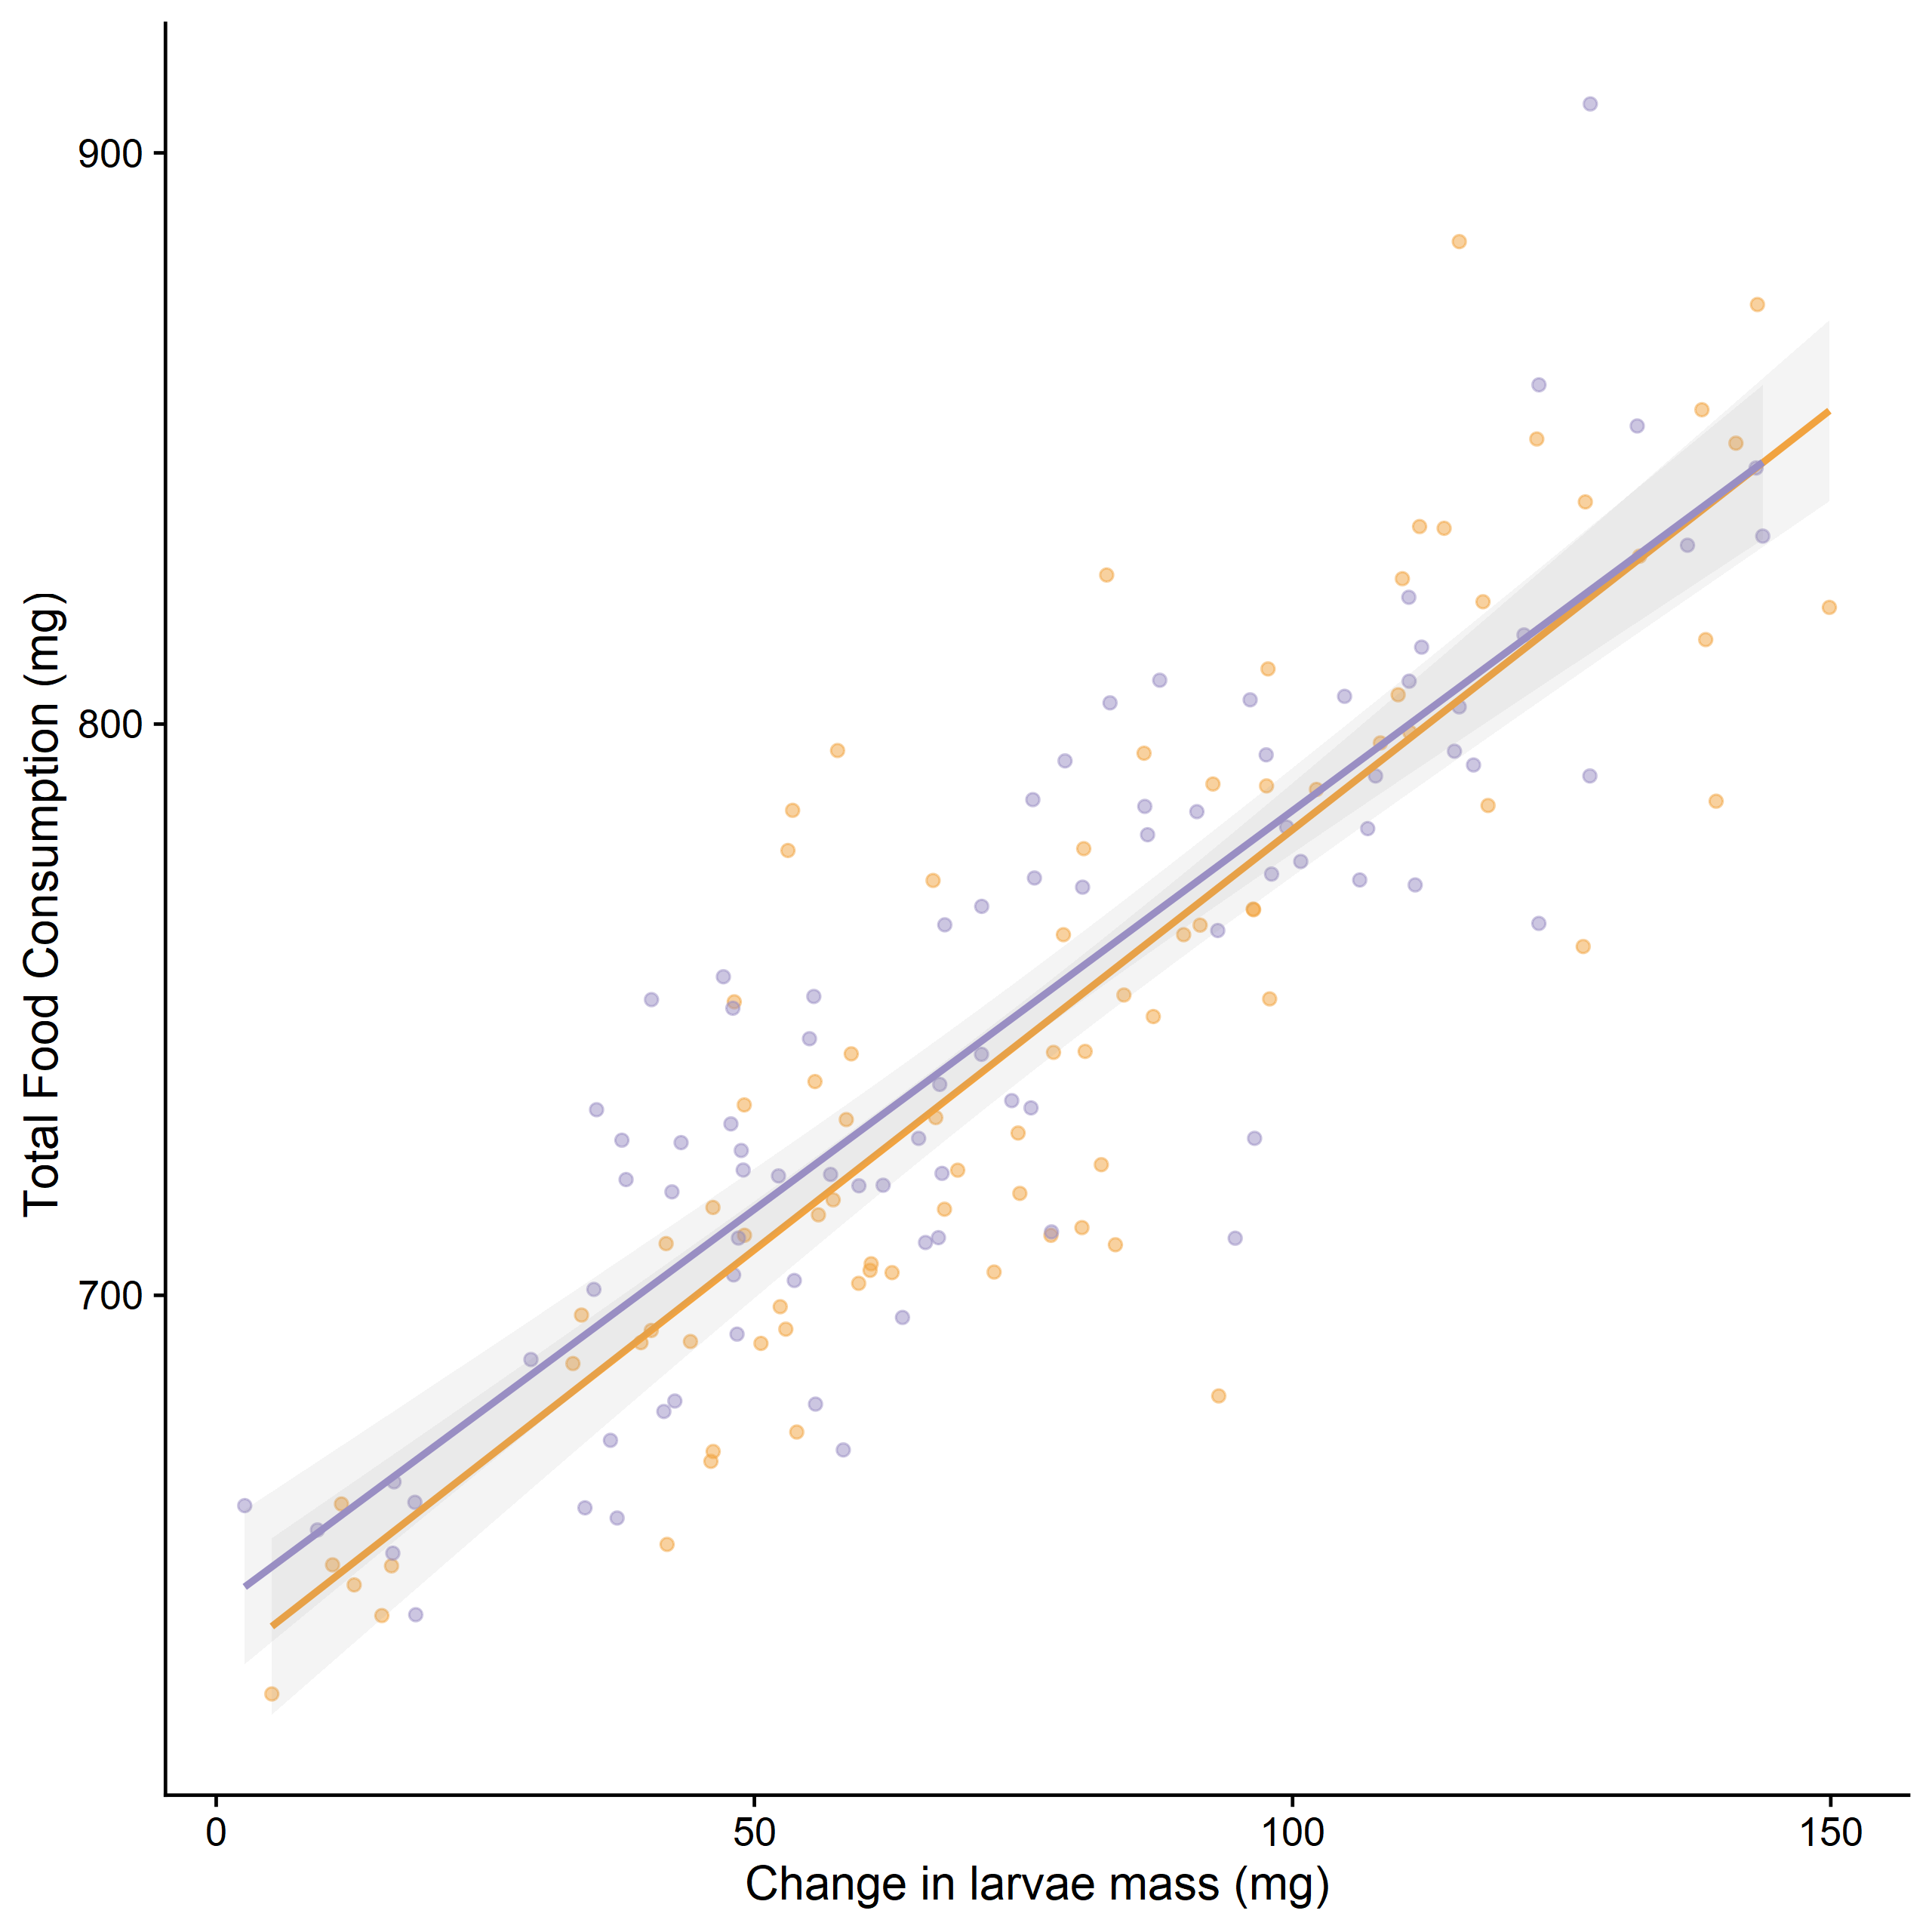 Total Food Consumption (mg)
900
800
700
0 50 100 150
Change in larvae mass (mg)